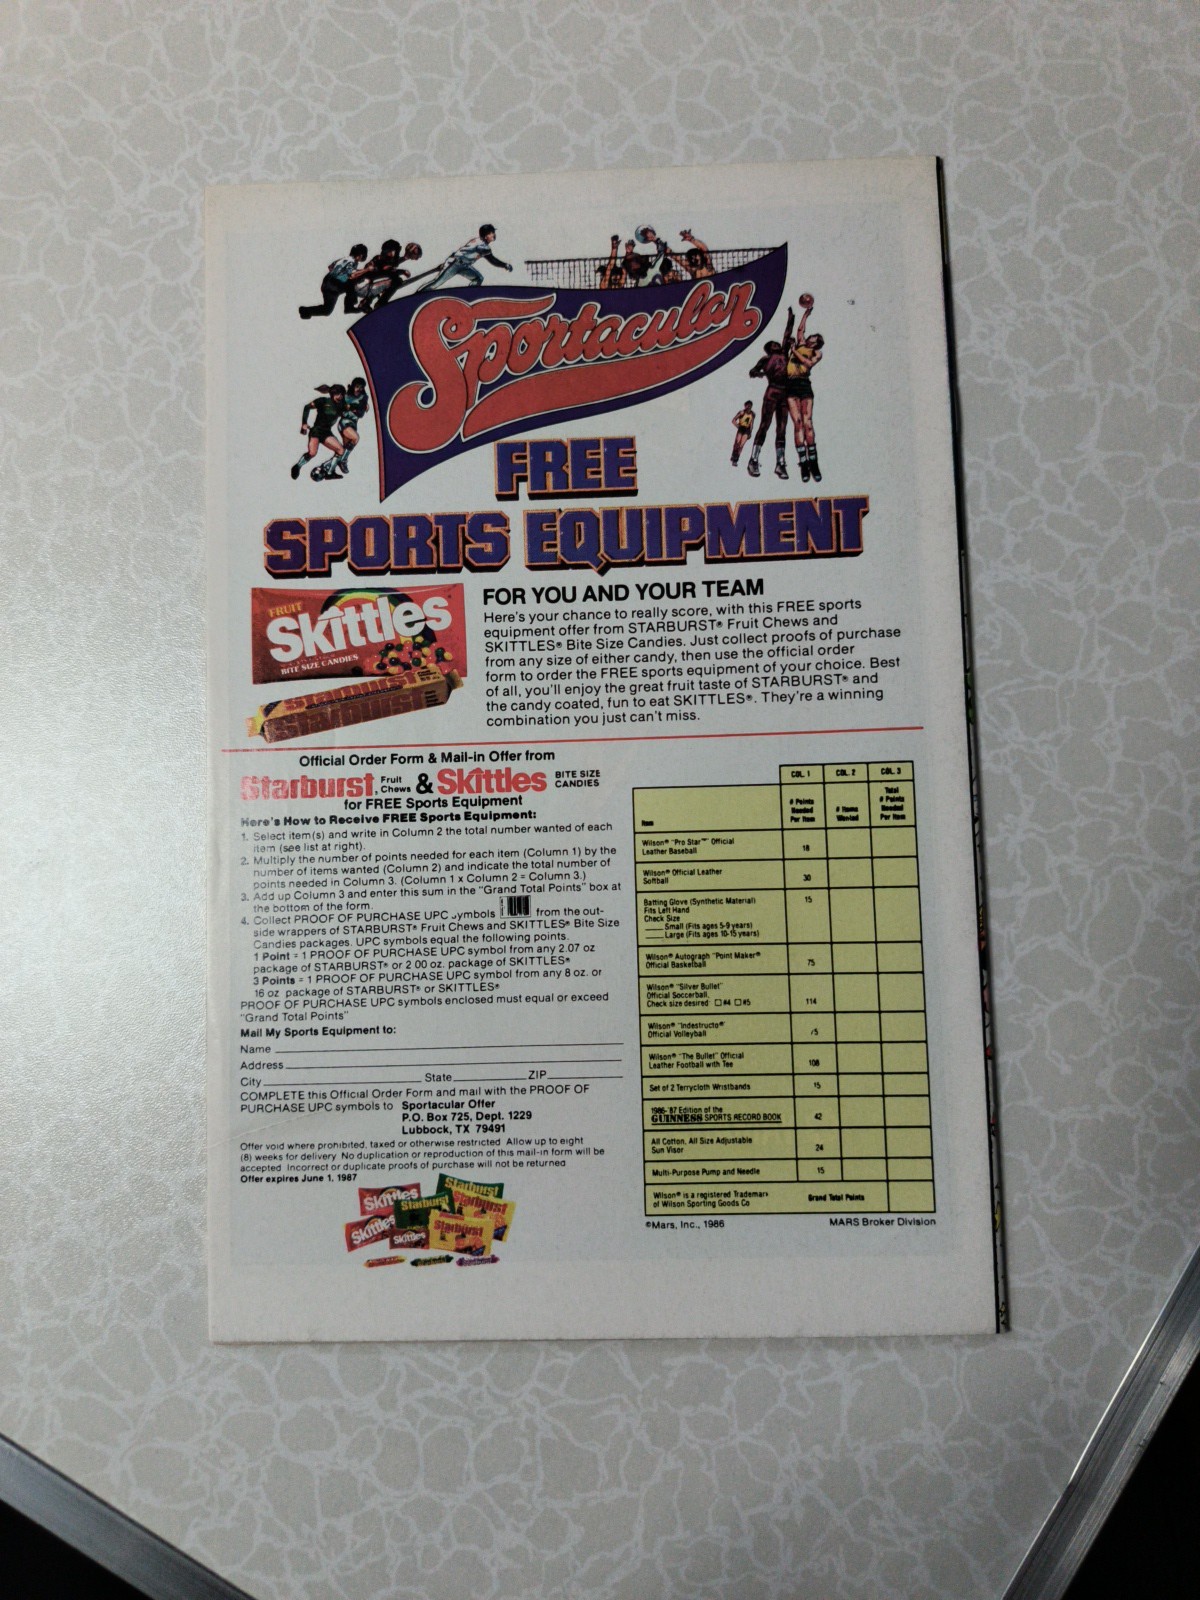 Sportacular
FREE
SPORTS EQUIPMENT
FRUIT
Skittles
BITE SIZE CANDIES
Starburst
FOR YOU AND YOUR TEAM
Here's your chance to really score, with this FREE sports
equipment offer from STARBURST® Fruit Chews and
SKITTLES® Bite Size Candies. Just collect proofs of purchase
from any size of either candy, then use the official order
form to order the FREE sports equipment of your choice. Best
of all, you'll enjoy the great fruit taste of STARBURST® and
the candy coated, fun to eat SKITTLES®. They're a winning
combination you just can't miss.
Official Order Form & Mail-in Offer from
Starburst, Fruit Chews & Skittles BITE SIZE CANDIES
for FREE Sports Equipment
Here's How to Receive FREE Sports Equipment:
1. Select item(s) and write in Column 2 the total number wanted of each
item (see list at right).
2. Multiply the number of points needed for each item (Column 1) by the
number of items wanted (Column 2) and indicate the total number of
points needed in Column 3. (Column 1 x Column 2 = Column 3.)
3. Add up Column 3 and enter this sum in the "Grand Total Points" box at
the bottom of the form.
4. Collect PROOF OF PURCHASE UPC symbols from the out-
side wrappers of STARBURST® Fruit Chews and SKITTLES® Bite Size
Candies packages. UPC symbols equal the following points.
1 Point = 1 PROOF OF PURCHASE UPC symbol from any 2.07 oz
package of STARBURST® or 2.00 oz. package of SKITTLES®
3 Points = 1 PROOF OF PURCHASE UPC symbol from any 8 oz. or
16 oz package of STARBURST® or SKITTLES®
PROOF OF PURCHASE UPC symbols enclosed must equal or exceed
"Grand Total Points"
Mail My Sports Equipment to:
Name
Address
City State ZIP
COMPLETE this Official Order Form and mail with the PROOF OF
PURCHASE UPC symbols to Sportacular Offer
P.O. Box 725, Dept. 1229
Lubbock, TX 79491
Offer void where prohibited, taxed or otherwise restricted Allow up to eight
(8) weeks for delivery No duplication or reproduction of this mail-in form will be
accepted Incorrect or duplicate proofs of purchase will not be returned
Offer expires June 1, 1987
Skittles Starburst
Starburst Starburst
Skittles Skittles Starburst
COL. 1 COL. 2 COL. 3
Item # Points Needed Per Item # Items Wanted Total # Points Needed Per Item
Wilson® "Pro Star™" Official
Leather Baseball 18
Wilson® Official Leather
Softball 30
Batting Glove (Synthetic Material) 15
Fits Left Hand
Check Size
Small (Fits ages 5-9 years)
Large (Fits ages 10-15 years)
Wilson® Autograph "Point Maker®
Official Basketball 75
Wilson® "Silver Bullet"
Official Soccerball,
Check size desired □#4 □#5 114
Wilson® "Indestructo®
Official Volleyball 75
Wilson® "The Bullet" Official
Leather Football with Tee 108
Set of 2 Terrycloth Wristbands 15
1986-'87 Edition of the
GUINNESS SPORTS RECORD BOOK 42
All Cotton, All Size Adjustable
Sun Visor 24
Multi-Purpose Pump and Needle 15
Wilson® is a registered Trademark
of Wilson Sporting Goods Co Grand Total Points
©Mars, Inc., 1986 MARS Broker Division